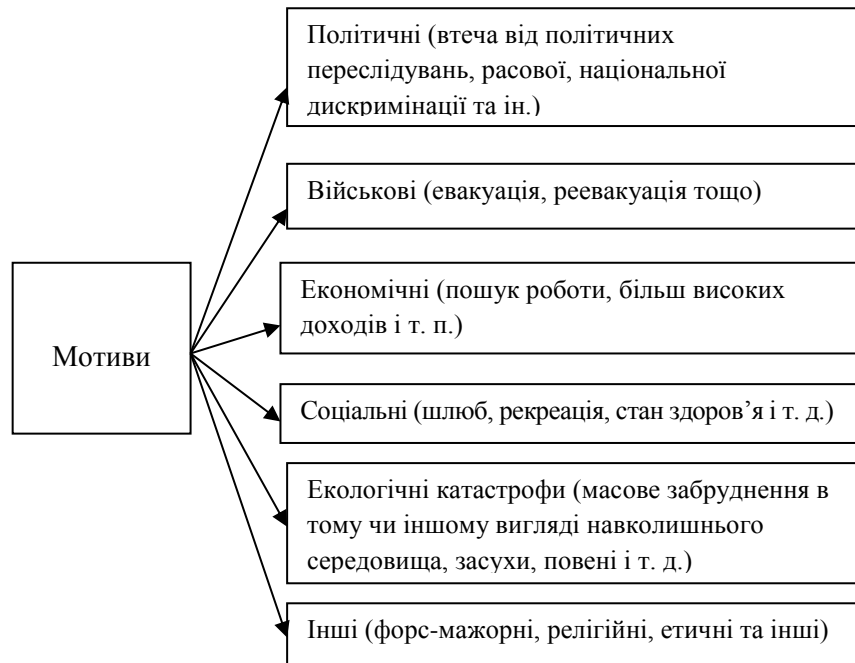 Політичні (втеча від політичних
переслідувань, расової, національної
дискримінації та ін.)
Військові (евакуація, реевакуація тощо)
Економічні (пошук роботи, більш високих
доходів і т. п.)
Мотиви
Соціальні (шлюб, рекреація, стан здоров’я і т. д.)
Екологічні катастрофи (масове забруднення в
тому чи іншому вигляді навколишнього
середовища, засухи, повені і т. д.)
Інші (форс-мажорні, релігійні, етичні та інші)